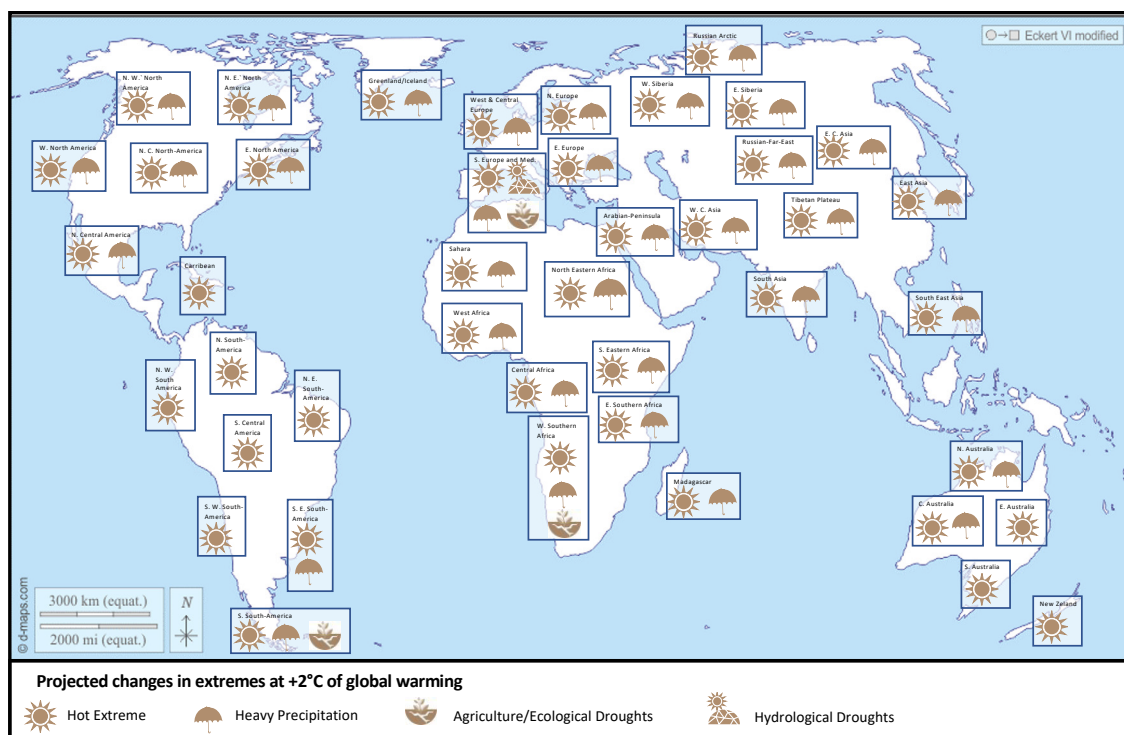 Russian Arctic
Eckert VI modified
N. W.` North
America
N. E.` North
America
Greenland/Iceland
West & Central
Europe
N. Europe
W. Siberia
E. Siberia
W. North America
N. C. North-America
E. North America
S. Europe and Med.
E. Europe
Russian-Far-East
E. C. Asia
East Asia
N. Central America
Arabian-Peninsula
W. C. Asia
Tibetan Plateau
Carribean
Sahara
North Eastern Africa
South Asia
South East Asia
West Africa
N. South-
America
N. W.
South
America
N. E.
South-
America
Central Africa
S. Eastern Africa
E. Southern Africa
S. Central
America
W. Southern
Africa
Madagascar
N. Australia
C. Australia
E. Australia
S. W. South-
America
S. E. South-
America
S. Australia
New Zeland
S. South-America
© d-maps.com
3000 km (equat.)
2000 mi (equat.)
N
Projected changes in extremes at +2°C of global warming
Hot Extreme
Heavy Precipitation
Agriculture/Ecological Droughts
Hydrological Droughts